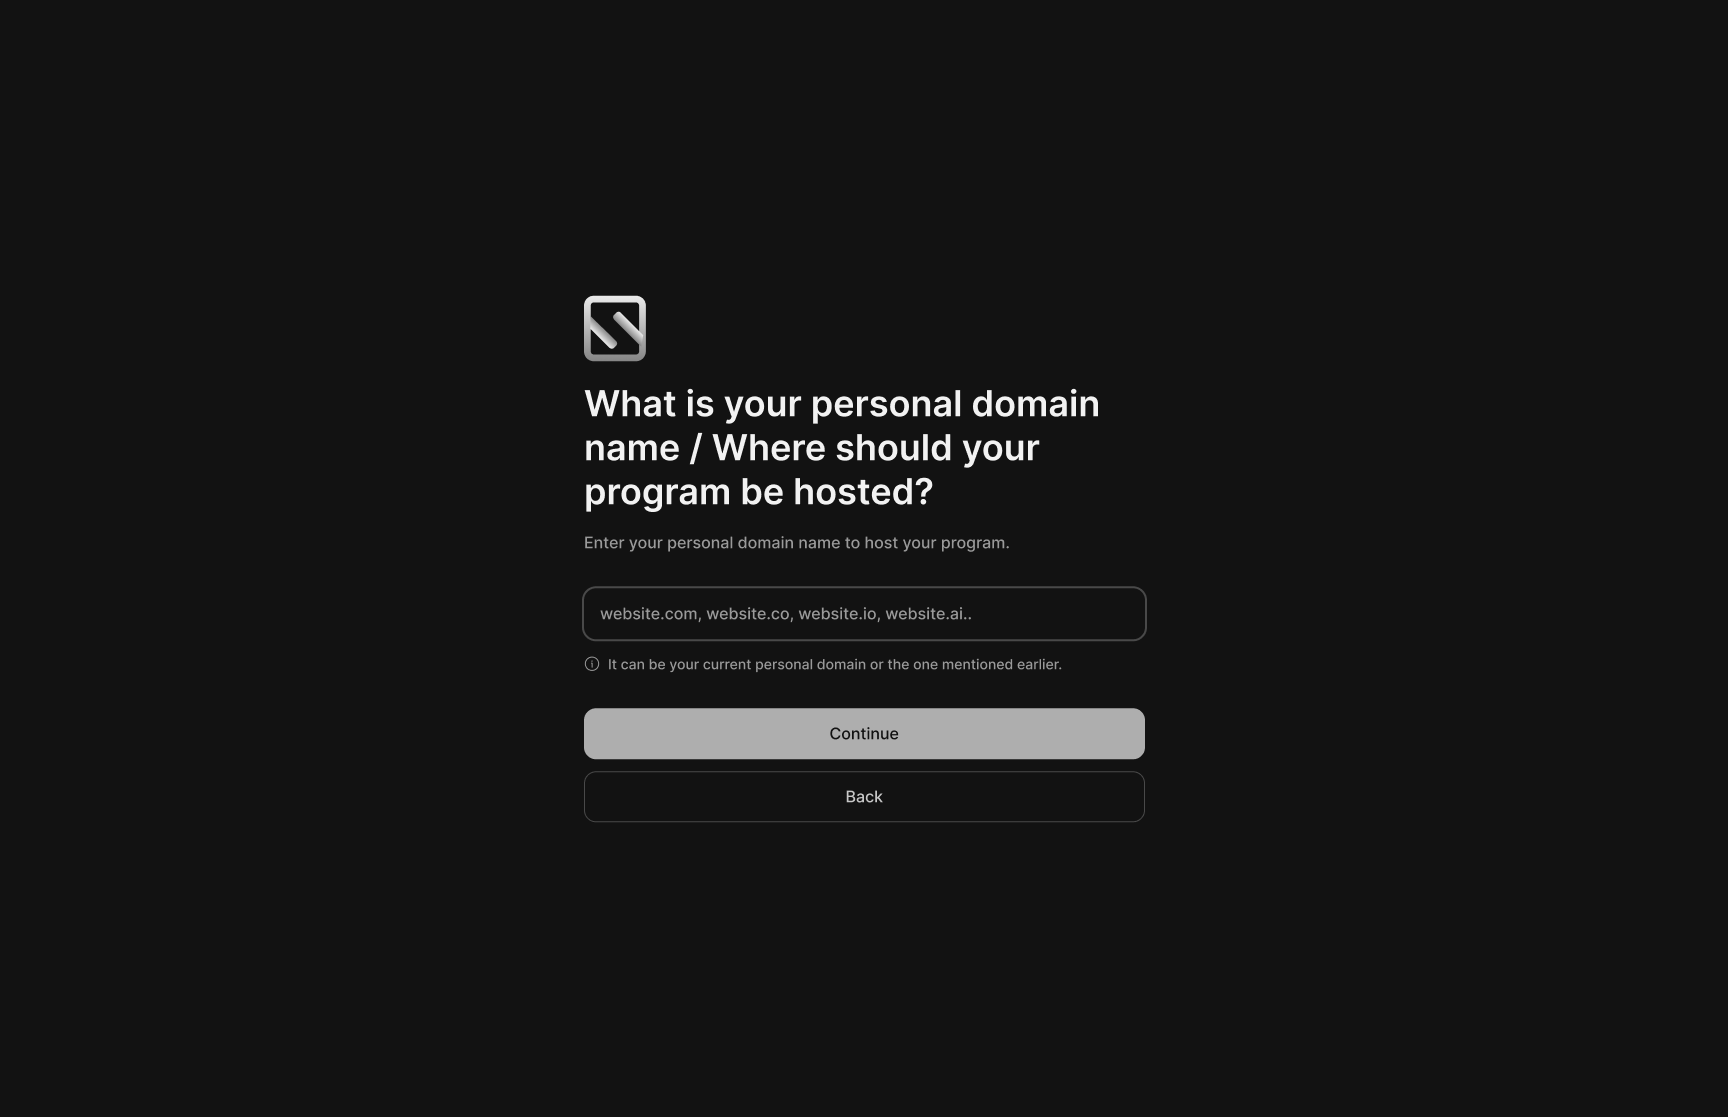 What is your personal domain
name / Where should your
program be hosted?
Enter your personal domain name to host your program.
website.com, website.co, website.io, website.ai..
It can be your current personal domain or the one mentioned earlier.
Continue
Back